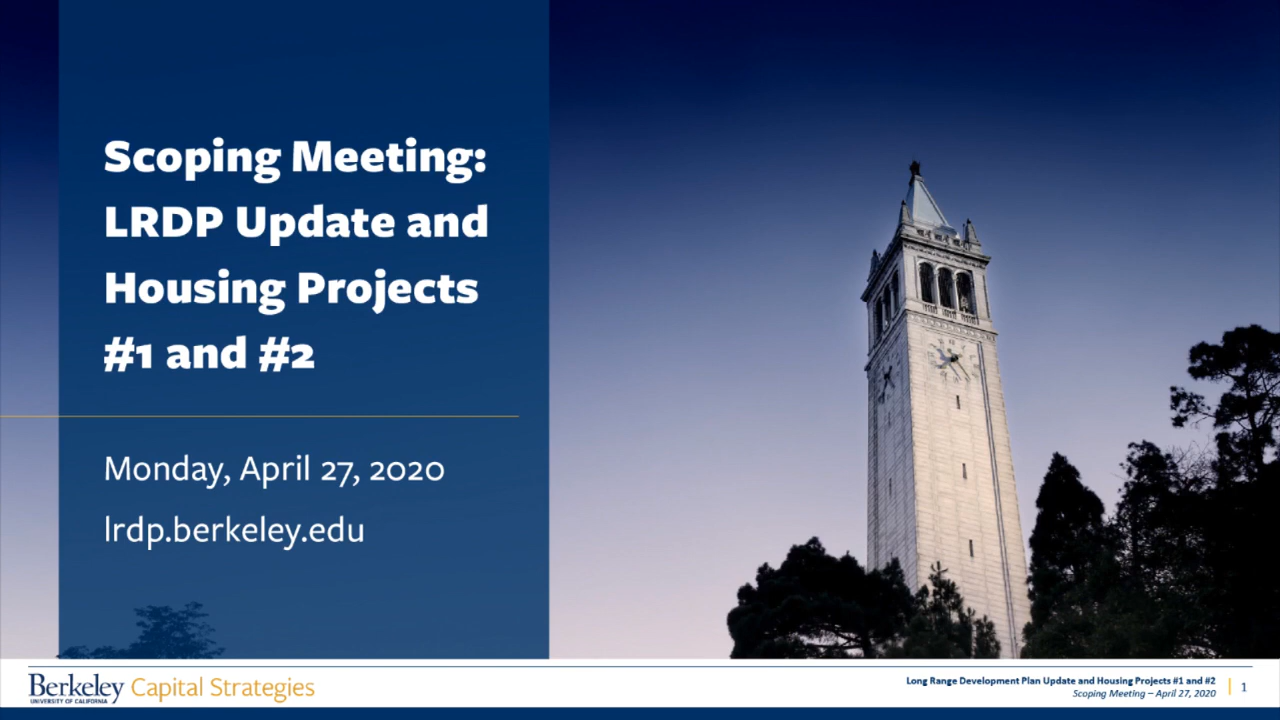 Scoping Meeting:
LRDP Update and
Housing Projects
#1 and #2
Monday, April 27, 2020
lrdp.berkeley.edu
Berkeley Capital Strategies
UNIVERSITY OF CALIFORNIA
Long Range Development Plan Update and Housing Projects #1 and #2
Scoping Meeting – April 27, 2020
1